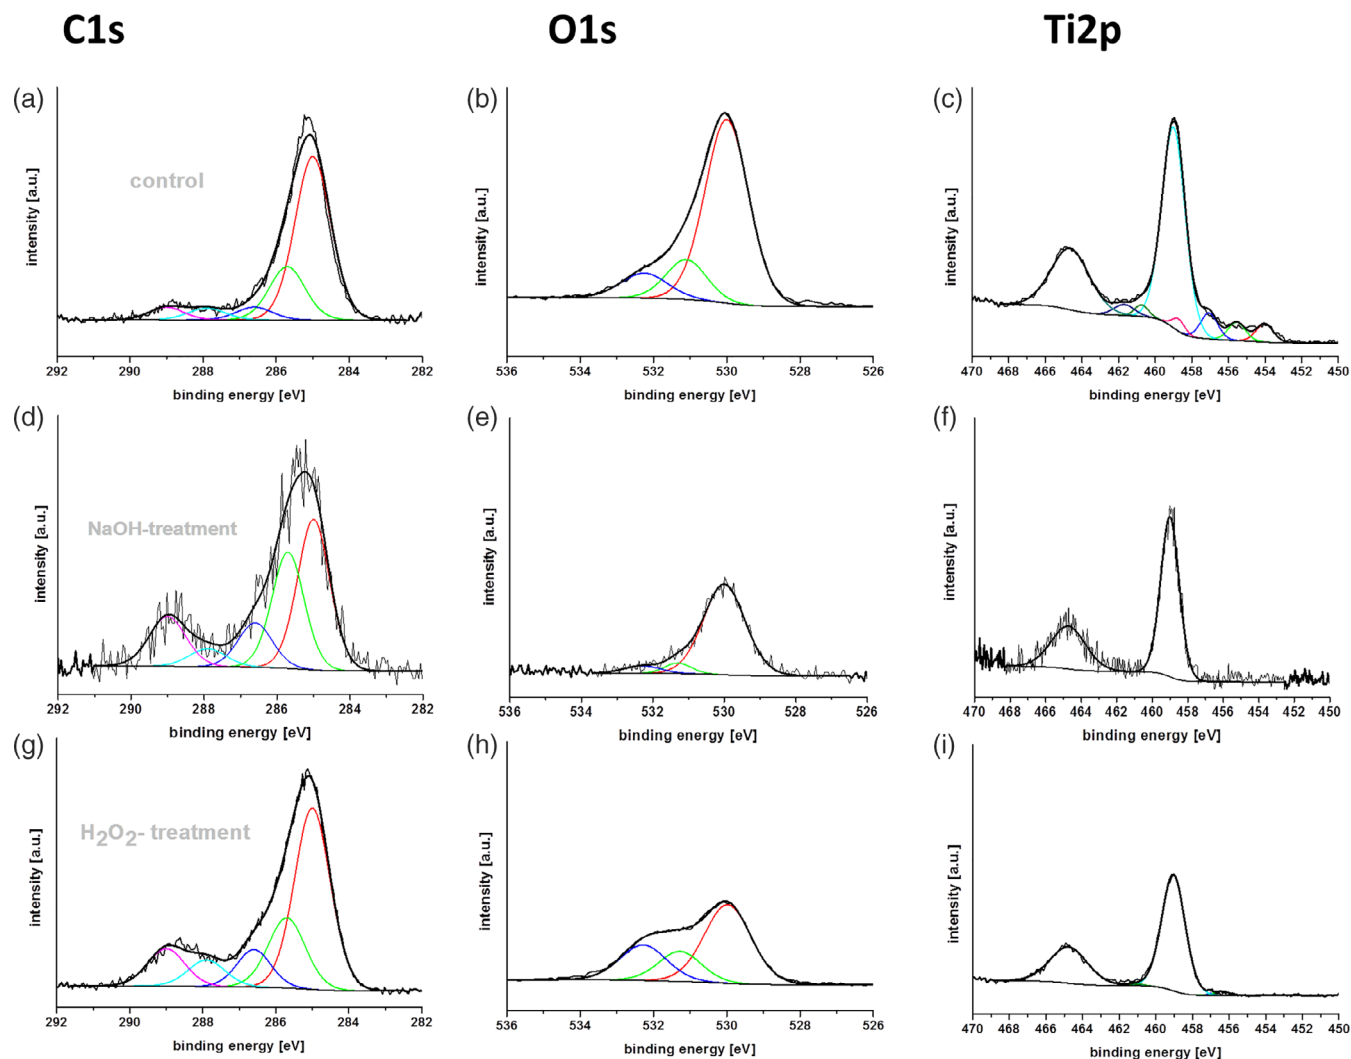 C1s O1s Ti2p
(a) (b) (c)
control
intensity [a.u.] intensity [a.u.] intensity [a.u.]
292 290 288 286 284 282 536 534 532 530 528 526 470 468 466 464 462 460 458 456 454 452 450
binding energy [eV] binding energy [eV] binding energy [eV]
(d) (e) (f)
NaOH-treatment
intensity [a.u.] intensity [a.u.] intensity [a.u.]
292 290 288 286 284 282 536 534 532 530 528 526 470 468 466 464 462 460 458 456 454 452 450
binding energy [eV] binding energy [eV] binding energy [eV]
(g) (h) (i)
H2O2- treatment
intensity [a.u.] intensity [a.u.] intensity [a.u.]
292 290 288 286 284 282 536 534 532 530 528 526 470 468 466 464 462 460 458 456 454 452 450
binding energy [eV] binding energy [eV] binding energy [eV]